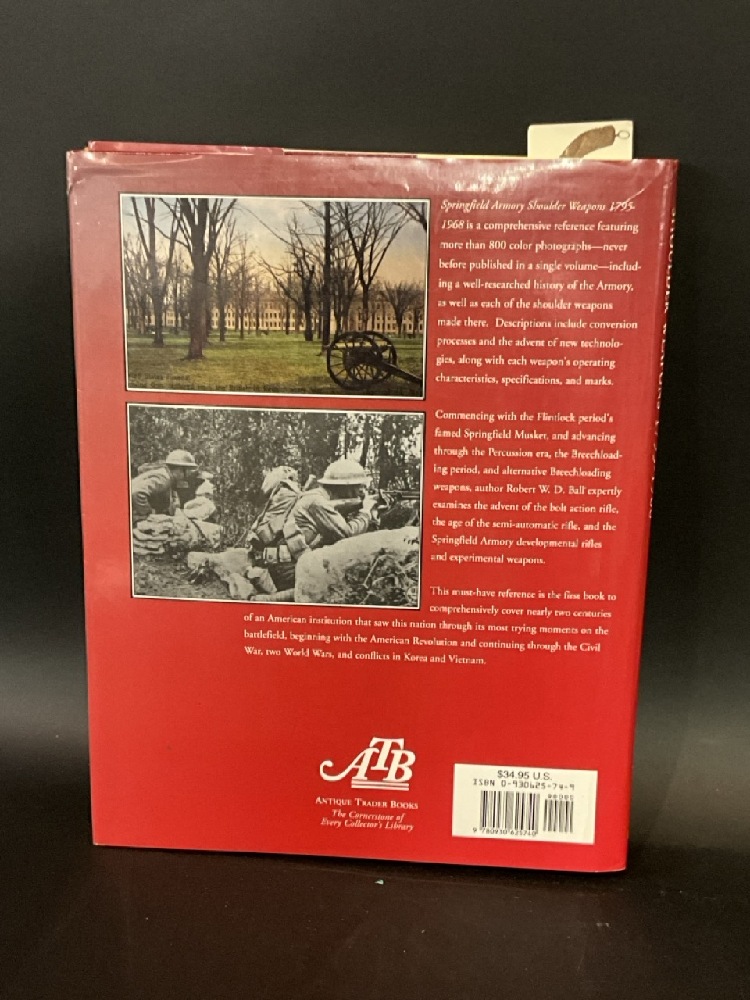 Springfield Armory Shoulder Weapons 1795-
1968 is a comprehensive reference featuring
more than 800 color photographs—never
before published in a single volume—includ-
ing a well-researched history of the Armory,
as well as each of the shoulder weapons
made there. Descriptions include conversion
processes and the advent of new technolo-
gies, along with each weapon's operating
characteristics, specifications, and marks.
Commencing with the Flintlock period's
famed Springfield Musket, and advancing
through the Percussion era, the Breechload-
ing period, and alternative Breechloading
weapons, author Robert W. D. Ball expertly
examines the advent of the bolt action rifle,
the age of the semi-automatic rifle, and the
Springfield Armory developmental rifles
and experimental weapons.
This must-have reference is the first book to
comprehensively cover nearly two centuries
of an American institution that saw this nation through its most trying moments on the
battlefield, beginning with the American Revolution and continuing through the Civil
War, two World Wars, and conflicts in Korea and Vietnam.
ATB
ANTIQUE TRADER BOOKS
The Cornerstone of
Every Collector's Library
$34.95 U.S.
ISBN 0-930625-74-9
9 780930 625740